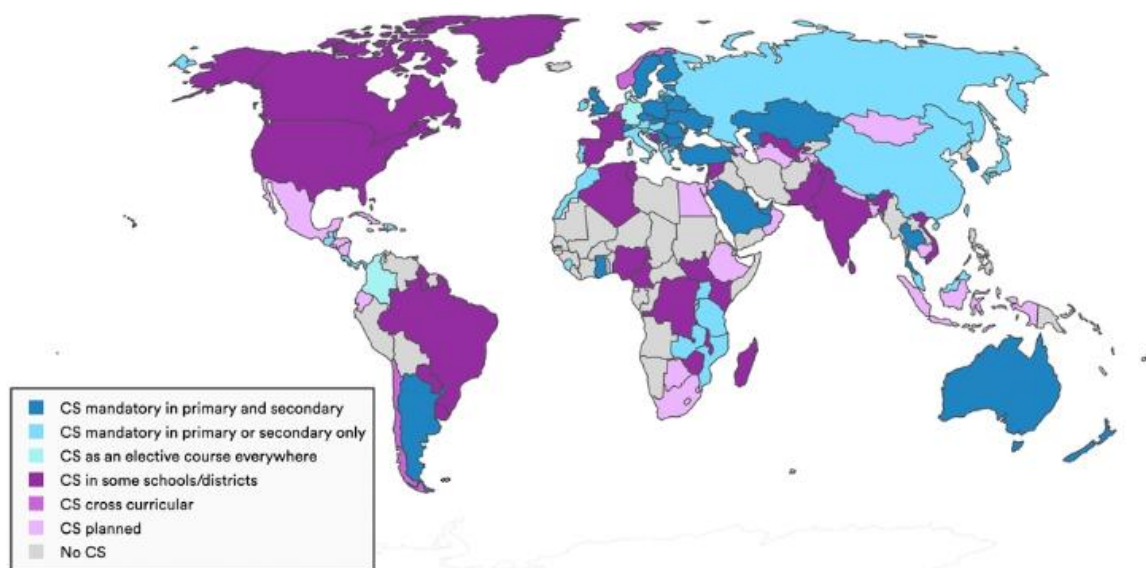 CS mandatory in primary and secondary
CS mandatory in primary or secondary only
CS as an elective course everywhere
CS in some schools/districts
CS cross curricular
CS planned
No CS